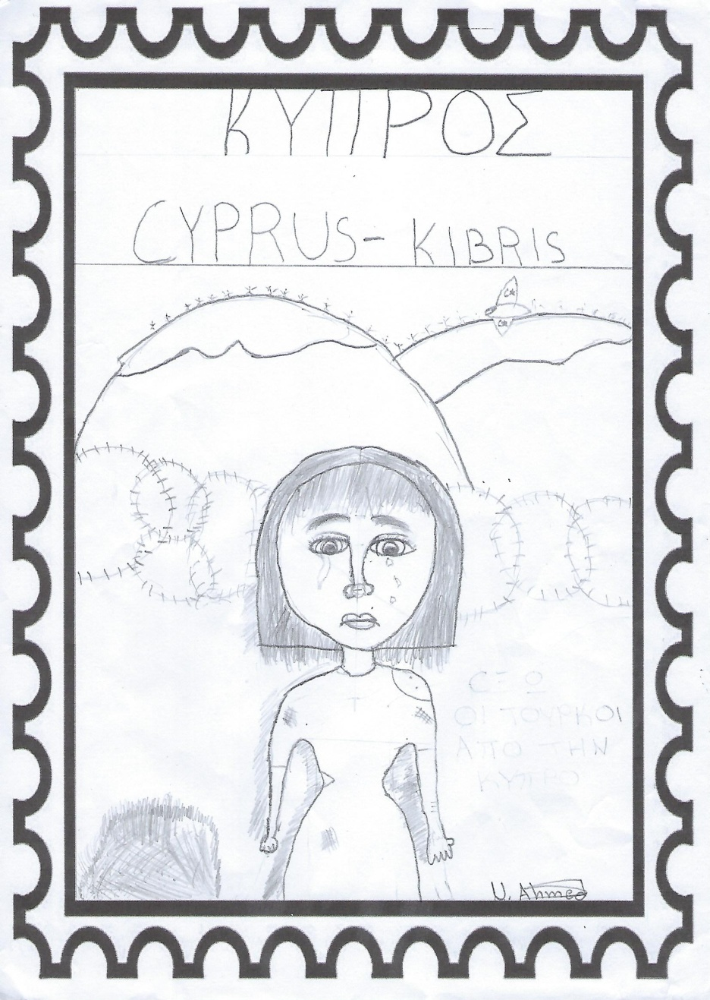 ΚΥΠΡΟΣ
CYPRUS- KIBRIS
ΕΞΩ
ΟΙ ΤΟΥΡΚΟΙ
ΑΠΟ ΤΗΝ
ΚΥΠΡΟ
U. Ahmed